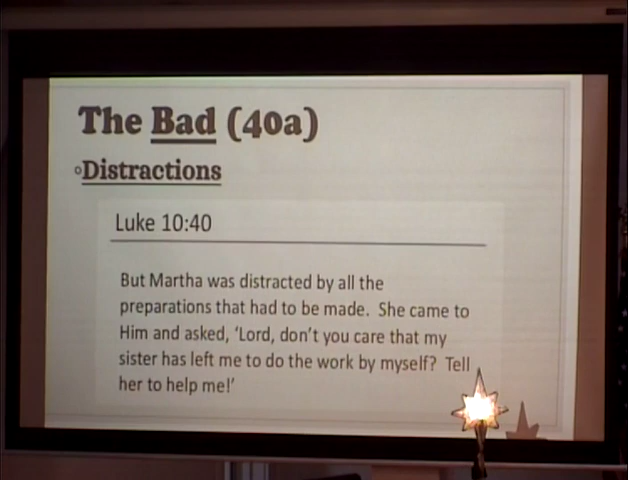 The Bad (40a)
◦Distractions
Luke 10:40
But Martha was distracted by all the
preparations that had to be made.  She came to
Him and asked, ‘Lord, don’t you care that my
sister has left me to do the work by myself?  Tell
her to help me!’